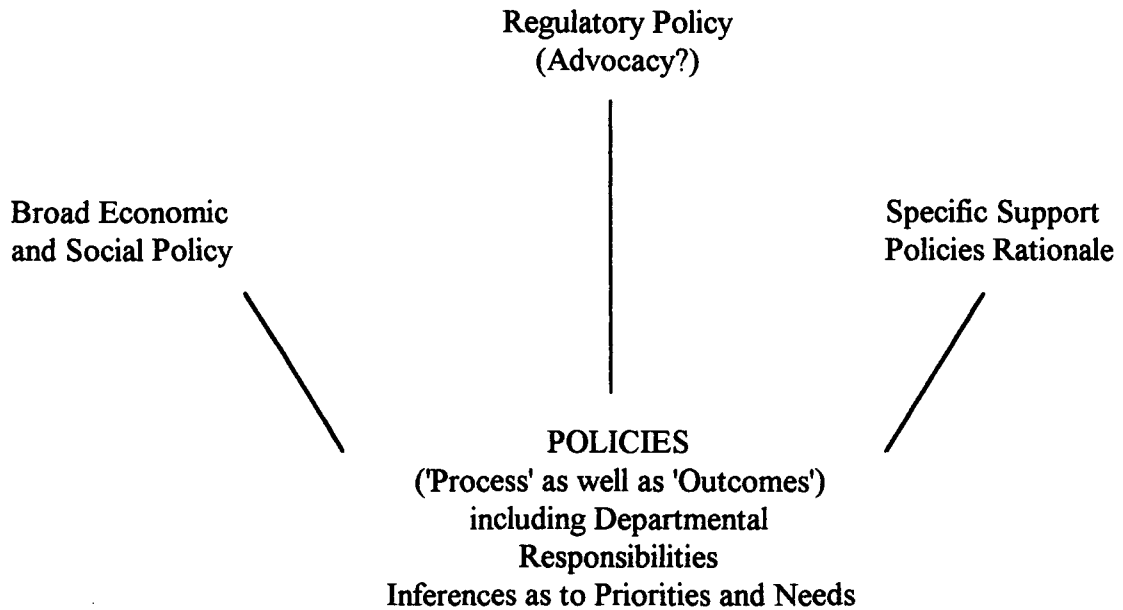 Regulatory Policy
(Advocacy?)
Broad Economic
and Social Policy
Specific Support
Policies Rationale
POLICIES
('Process' as well as 'Outcomes')
including Departmental
Responsibilities
Inferences as to Priorities and Needs